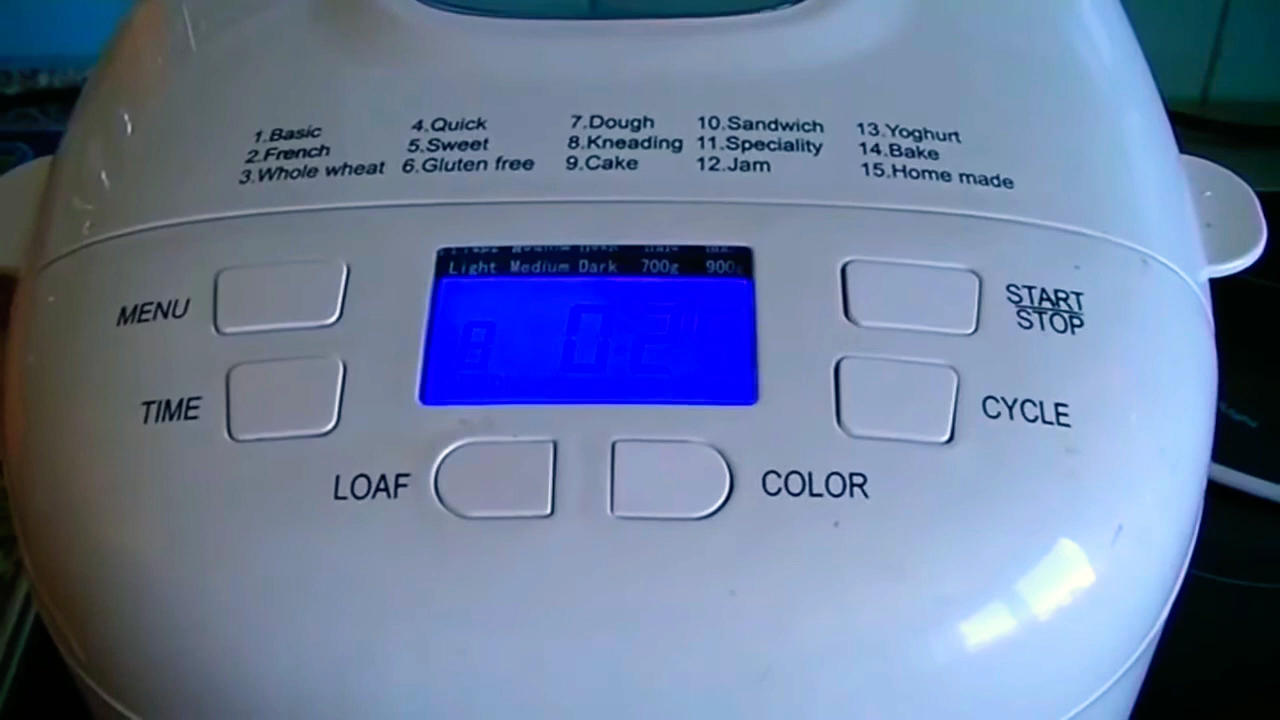 1.Basic
2.French
3.Whole wheat
4.Quick
5.Sweet
6.Gluten free
7.Dough
8.Kneading
9.Cake
10.Sandwich
11.Speciality
12.Jam
13.Yoghurt
14.Bake
15.Home made
Light Medium Dark 700g 900g
MENU
START
STOP
TIME
CYCLE
LOAF
COLOR